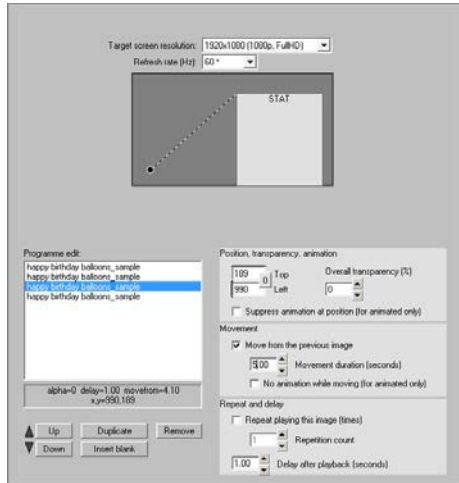 Target screen resolution: 1920x1080 (1080p, FullHD)
Refresh rate (Hz): 60 *
STAT
Programme edit:
happy birthday balloons_sample
happy birthday balloons_sample
happy birthday balloons_sample
happy birthday balloons_sample
alpha=0 delay=1.00 movefrom=4.10
x,y=990,189
Up Duplicate Remove
Down Insert blank
Position, transparency, animation
189 Top
0
990 Left
Overall transparency (%)
0
Suppress animation at position (for animated only)
Movement
Move from the previous image
5.00 Movement duration (seconds)
No animation while moving (for animated only)
Repeat and delay
Repeat playing this image (times)
1 Repetition count
1.00 Delay after playback (seconds)